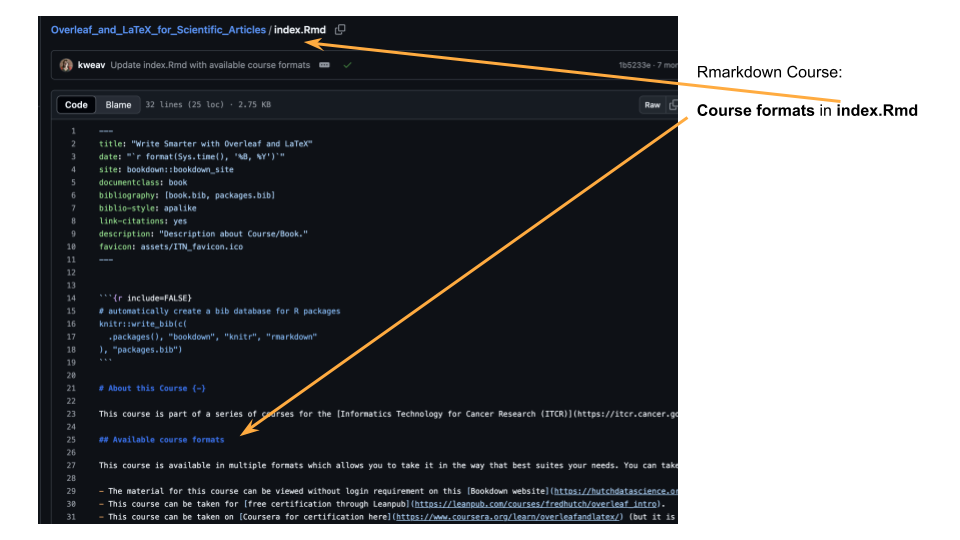 Overleaf_and_LaTeX_for_Scientific_Articles / index.Rmd
kweav Update index.Rmd with available course formats
1b5233e · 7 mor
Code Blame 32 lines (25 loc) · 2.75 KB Raw
1 ---
2 title: "Write Smarter with Overleaf and LaTeX"
3 date: "`r format(Sys.time(), '%B, %Y')`"
4 site: bookdown::bookdown_site
5 documentclass: book
6 bibliography: [book.bib, packages.bib]
7 biblio-style: apalike
8 link-citations: yes
9 description: "Description about Course/Book."
10 favicon: assets/ITN_favicon.ico
11 ---
12
13
14 ```{r include=FALSE}
15 # automatically create a bib database for R packages
16 knitr::write_bib(c(
17 .packages(), "bookdown", "knitr", "rmarkdown"
18 ), "packages.bib")
19 ```
20
21 # About this Course {-}
22
23 This course is part of a series of courses for the [Informatics Technology for Cancer Research (ITCR)](https://itcr.cancer.go
24
25 ## Available course formats
26
27 This course is available in multiple formats which allows you to take it in the way that best suites your needs. You can take
28
29 - The material for this course can be viewed without login requirement on this [Bookdown website](https://hutchdatascience.or
30 - This course can be taken for [free certification through Leanpub](https://leanpub.com/courses/fredhutch/overleaf_intro).
31 - This course can be taken on [Coursera for certification here](https://www.coursera.org/learn/overleafandlatex/) (but it is
Rmarkdown Course:
Course formats in index.Rmd